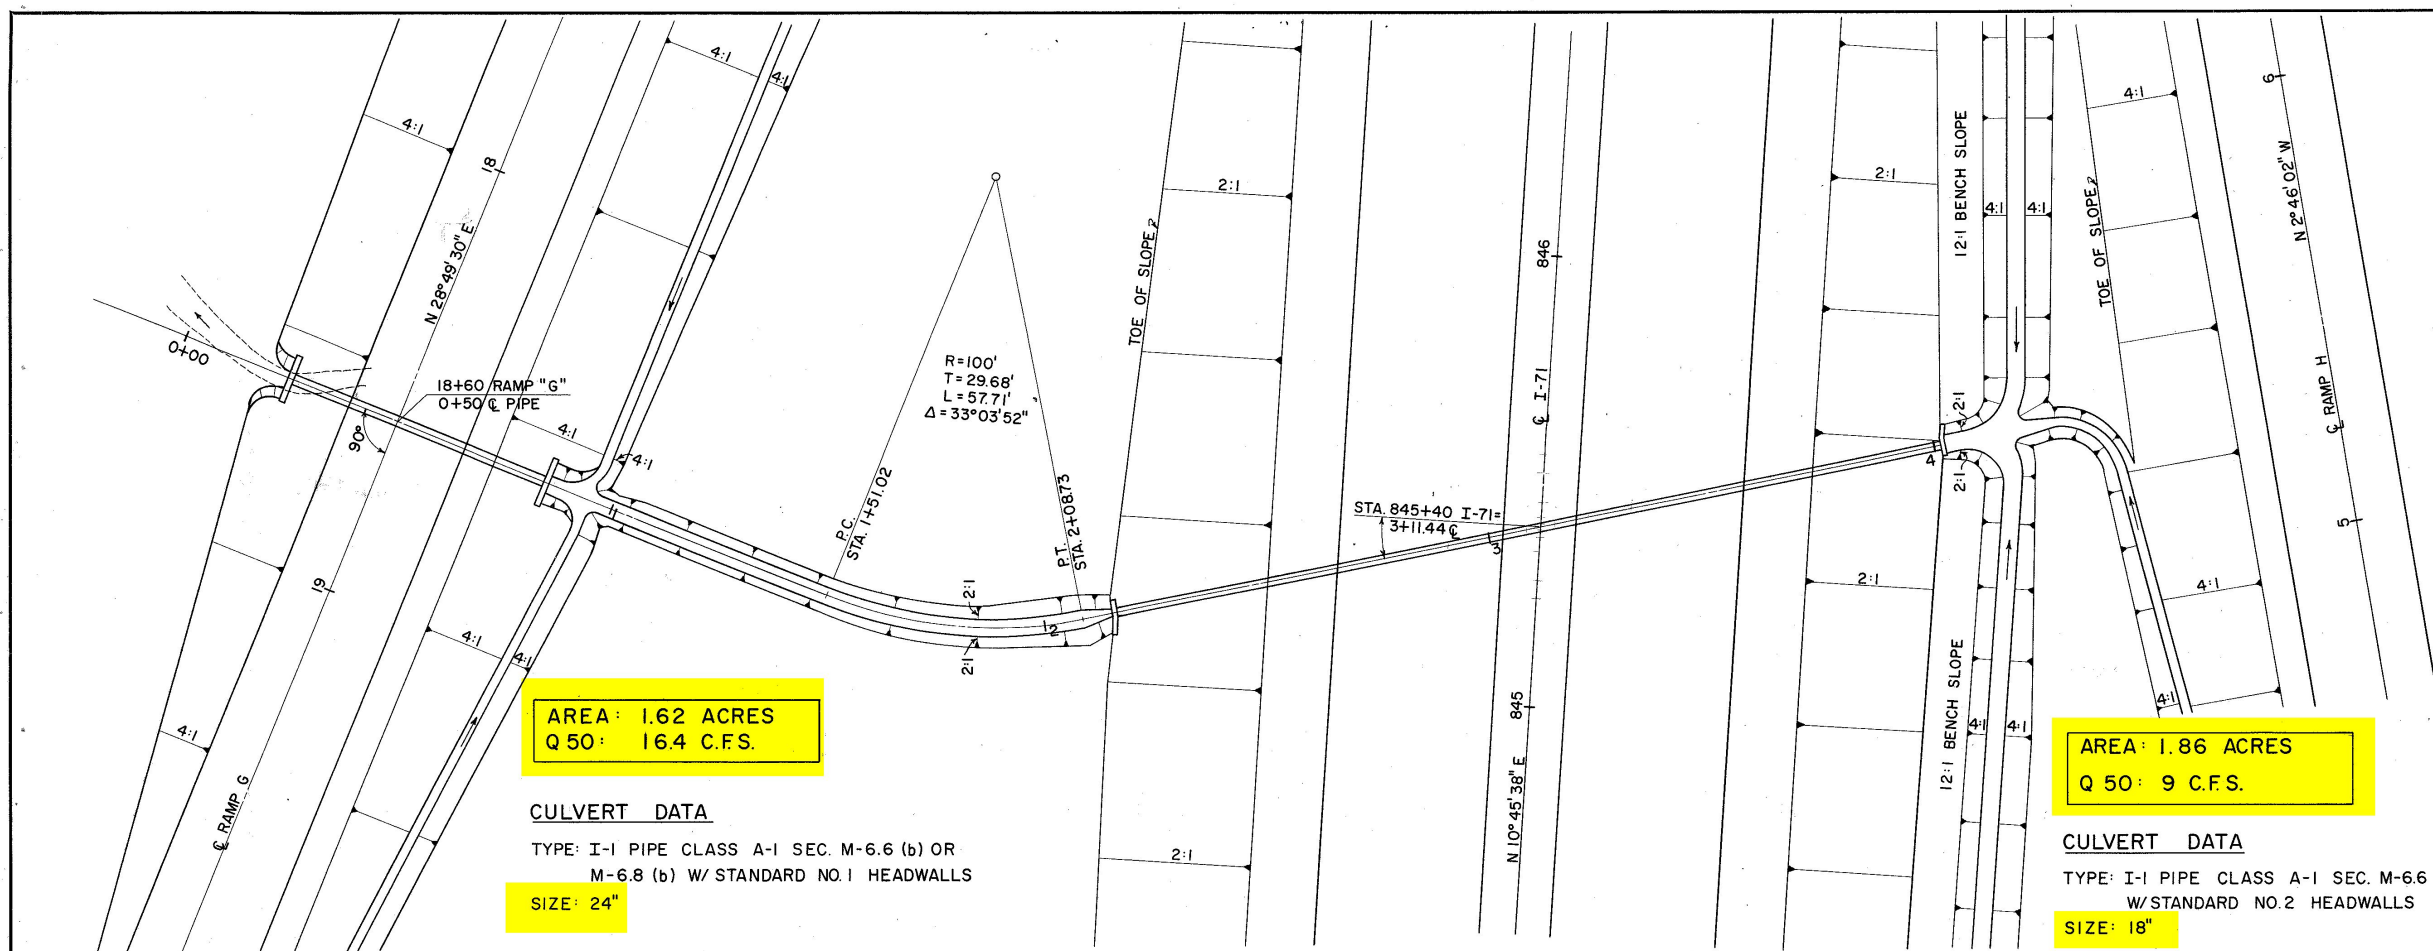 4:1
4:1
4:1
4:1
18
N 28°49'30" E
0+00
18+60 RAMP "G"
0+50 ℄ PIPE
90°
4:1
4:1
19
4:1
4:1
4:1
℄ RAMP G
1
R=100'
T=29.68'
L=57.71'
Δ=33°03'52"
P.C.
STA. 1+51.02
P.T.
STA. 2+08.73
2:1
2:1
2
TOE OF SLOPE
2:1
2:1
846
℄ I-71
STA. 845+40 I-71=
3+11.44 ℄
3
845
N 10°45'38" E
2:1
2:1
12:1 BENCH SLOPE
4:1
4:1
2:1
2:1
4
12:1 BENCH SLOPE
4:1
4:1
TOE OF SLOPE
4:1
4:1
4:1
6
N 2°46'02" W
℄ RAMP H
5
AREA: 1.62 ACRES
Q 50: 16.4 C.F.S.
CULVERT DATA
TYPE: I-1 PIPE CLASS A-1 SEC. M-6.6 (b) OR
M-6.8 (b) W/ STANDARD NO. 1 HEADWALLS
SIZE: 24"
AREA: 1.86 ACRES
Q 50: 9 C.F.S.
CULVERT DATA
TYPE: I-1 PIPE CLASS A-1 SEC. M-6.6
W/ STANDARD NO. 2 HEADWALLS
SIZE: 18"